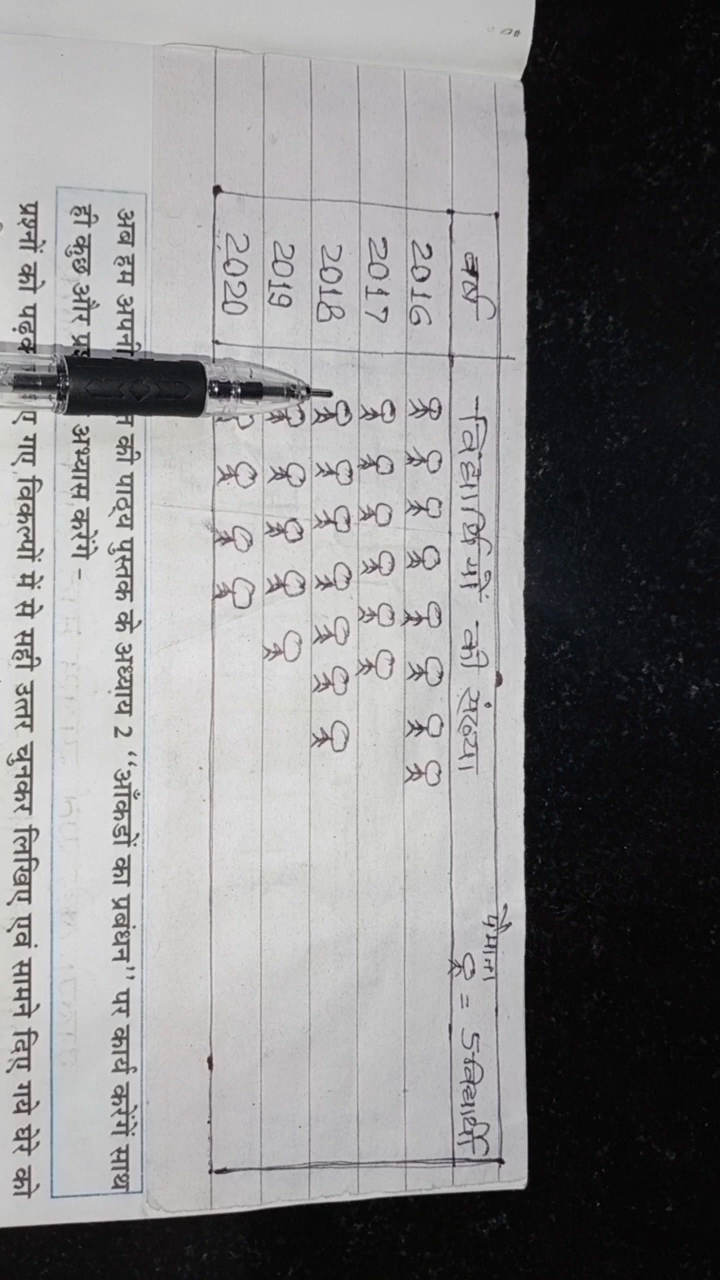 पैमाना
वर्ष विद्यार्थियों की संख्या = 5 विद्यार्थी
2016
2017
2018
2019
2020
अब हम अपनी की पाठ्य पुस्तक के अध्याय 2 “आँकडों का प्रबंधन” पर कार्य करेंगें साथ
ही कुछ और अभ्यास करेंगे -
प्रश्नों को पढ़कर गए विकल्पों में से सही उत्तर चुनकर लिखिए एवं सामने दिए गये घेरे को